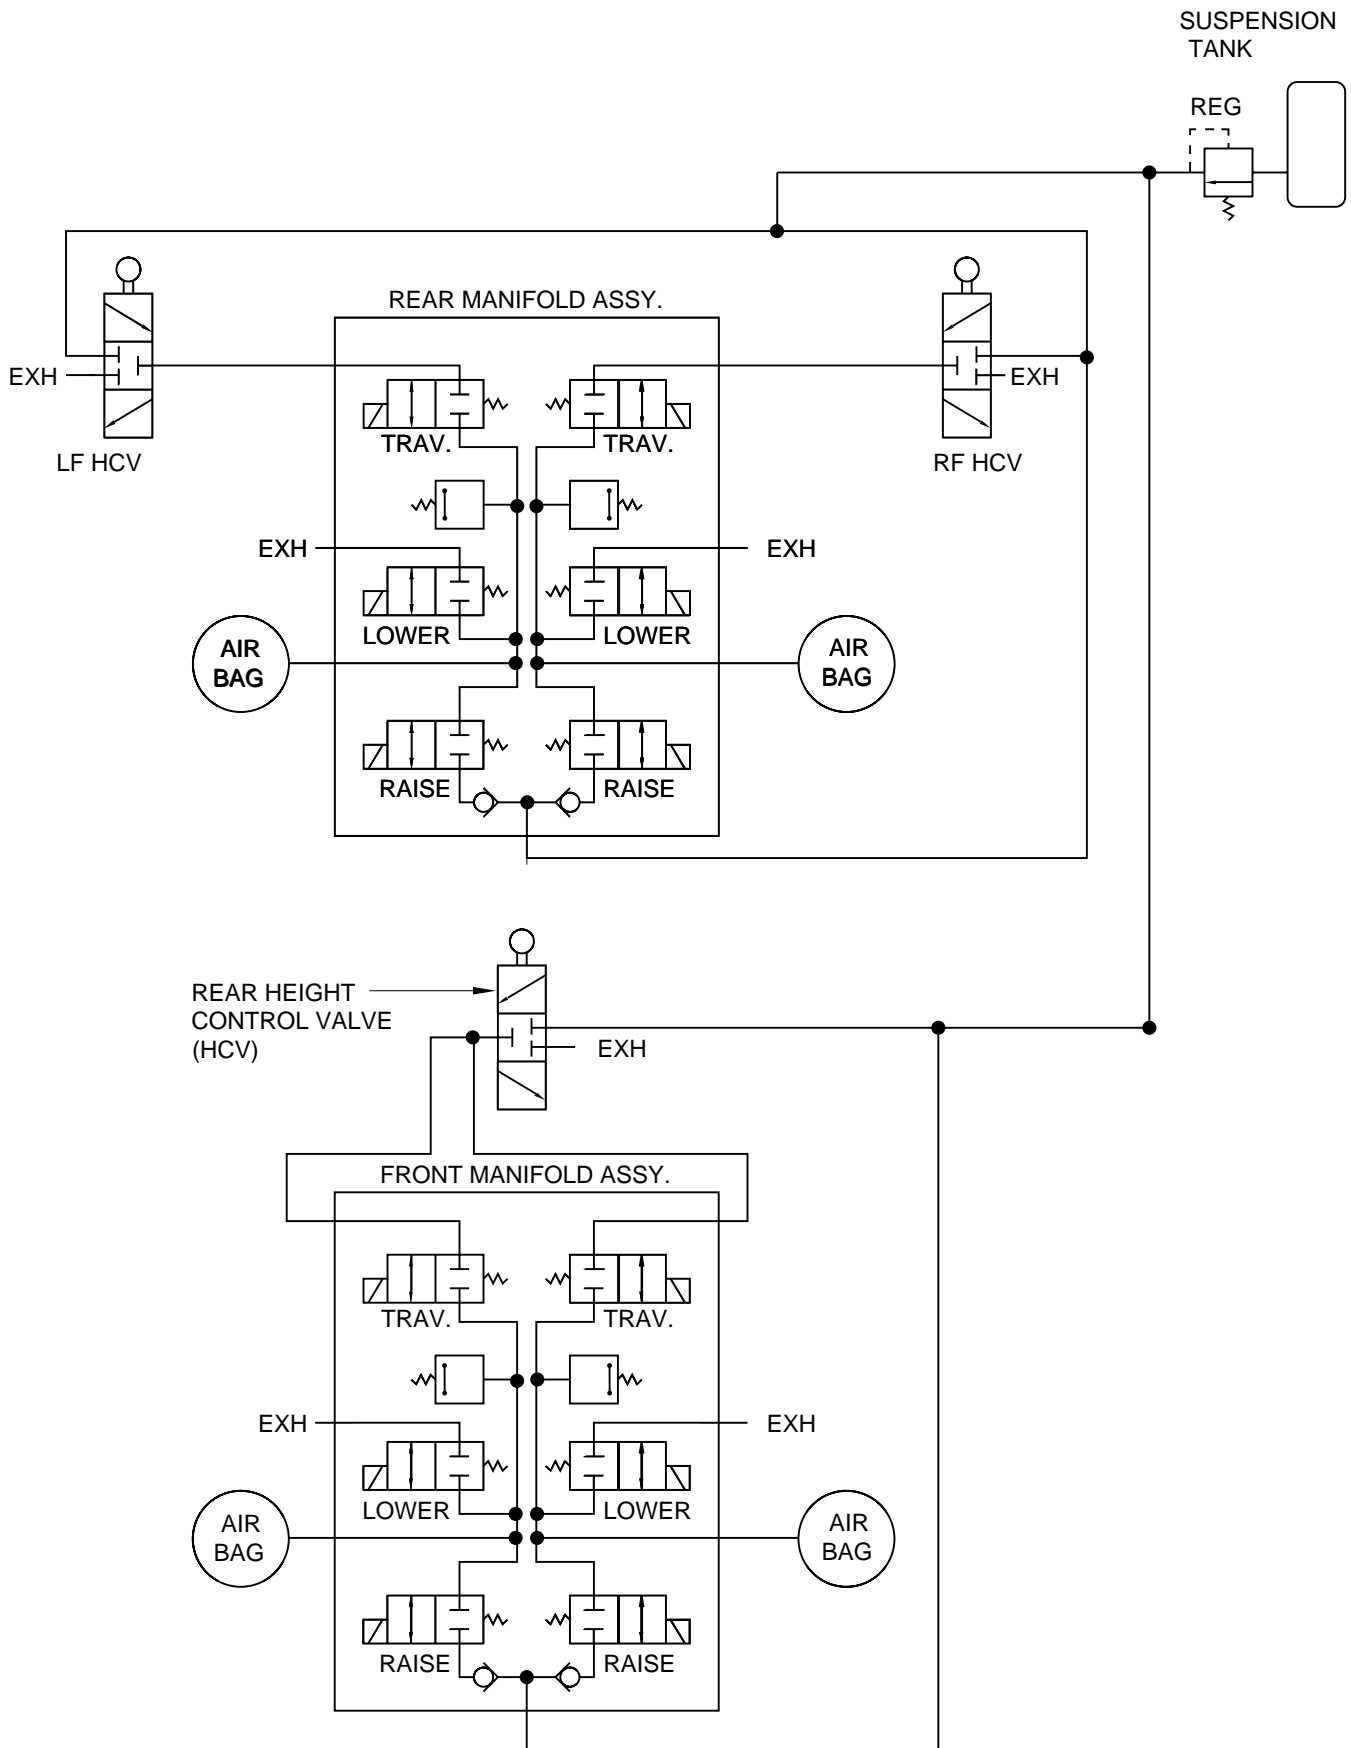 SUSPENSION
TANK
REG
REAR MANIFOLD ASSY.
EXH
EXH
LF HCV
TRAV.
TRAV.
RF HCV
EXH
EXH
LOWER
LOWER
AIR
BAG
AIR
BAG
RAISE
RAISE
REAR HEIGHT
CONTROL VALVE
(HCV)
EXH
FRONT MANIFOLD ASSY.
TRAV.
TRAV.
EXH
EXH
LOWER
LOWER
AIR
BAG
AIR
BAG
RAISE
RAISE